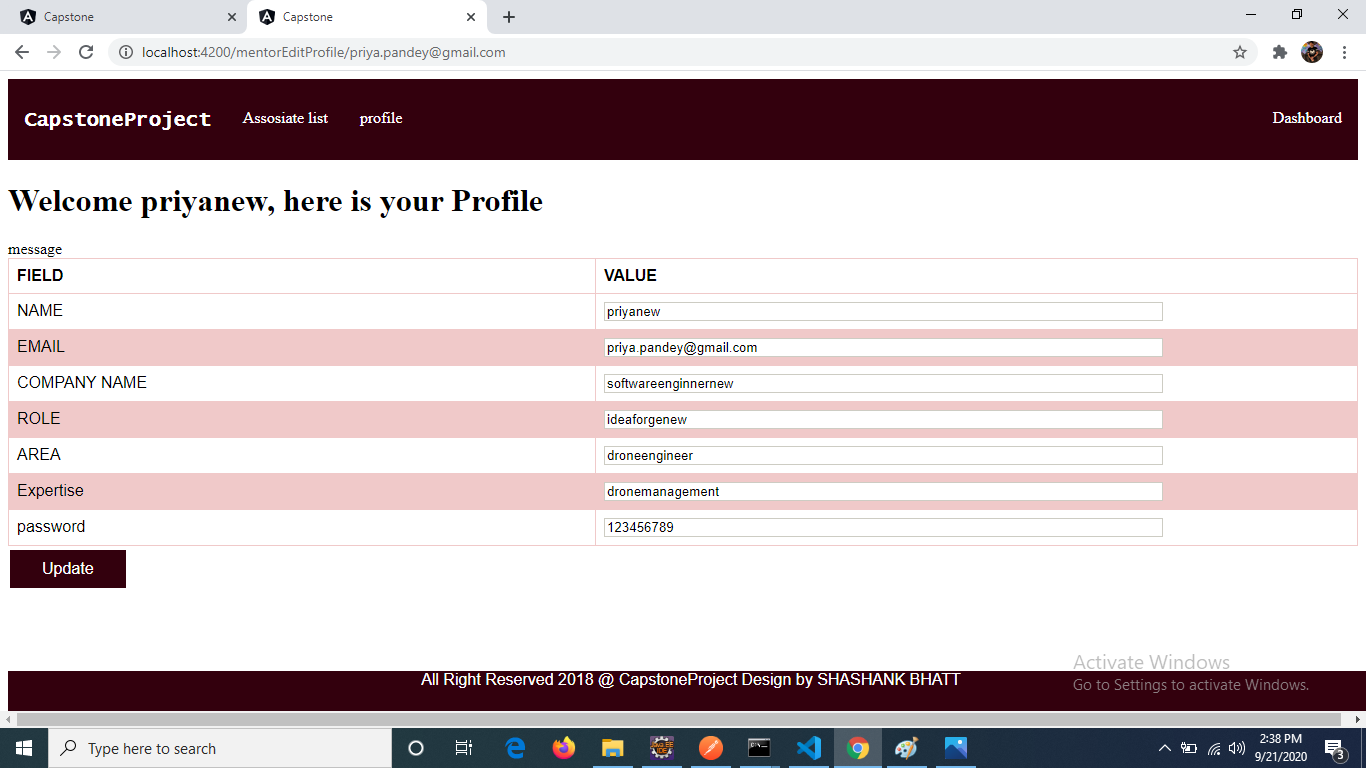 Capstone
Capstone
localhost:4200/mentorEditProfile/priya.pandey@gmail.com
CapstoneProject Assosiate list profile Dashboard
Welcome priyanew, here is your Profile
message
FIELD VALUE
NAME priyanew
EMAIL priya.pandey@gmail.com
COMPANY NAME softwareenginnernew
ROLE ideaforgenew
AREA droneengineer
Expertise dronemanagement
password 123456789
Update
Activate Windows
All Right Reserved 2018 @ CapstoneProject Design by SHASHANK BHATT
Go to Settings to activate Windows.
Type here to search
2:38 PM
9/21/2020
3